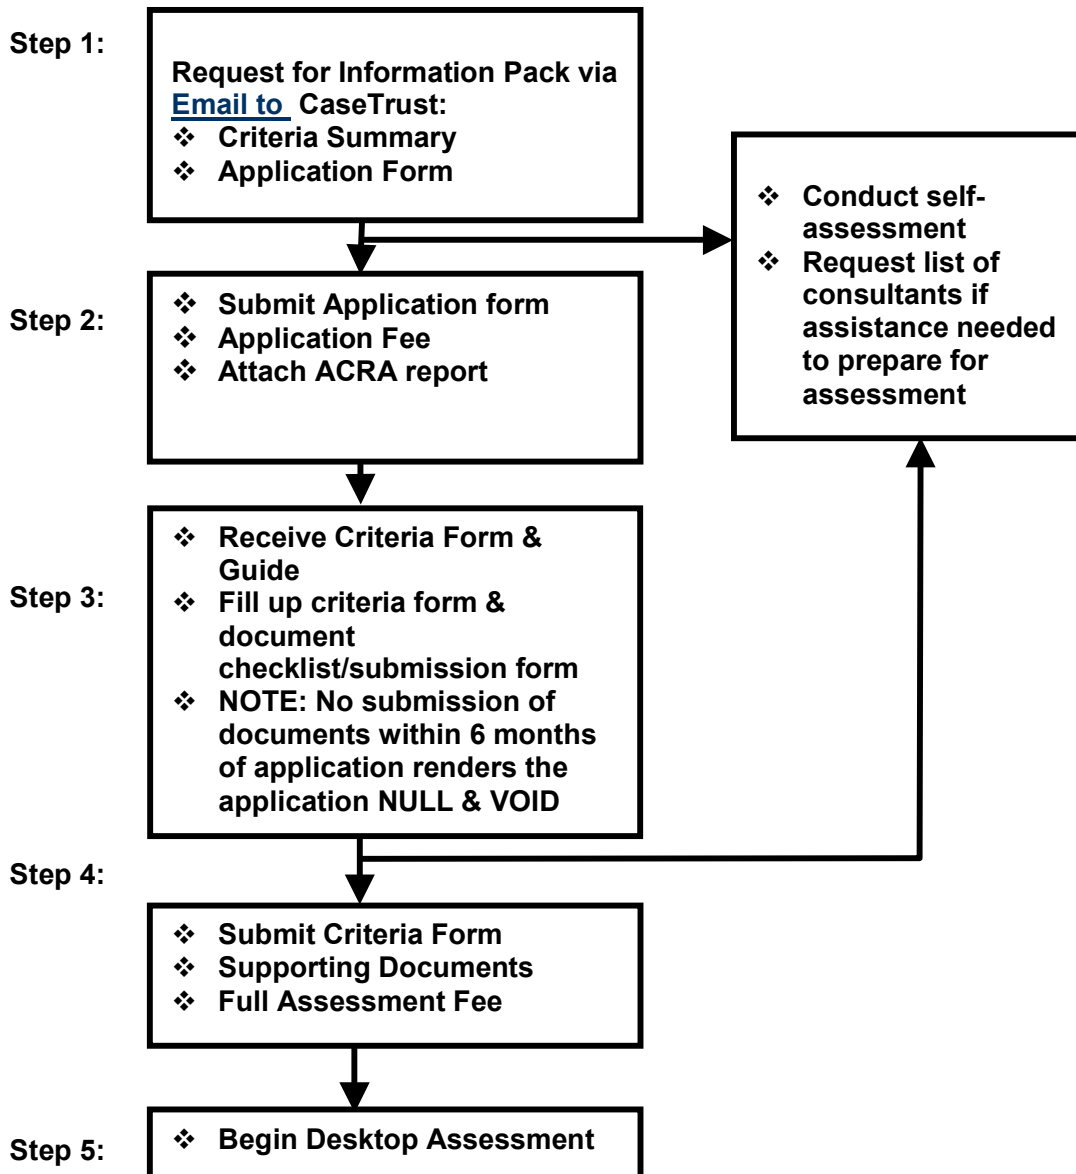 Step 1:
Request for Information Pack via
Email to  CaseTrust:
❖ Criteria Summary
❖ Application Form
❖ Conduct self-
assessment
❖ Request list of
consultants if
assistance needed
to prepare for
assessment
Step 2:
❖ Submit Application form
❖ Application Fee
❖ Attach ACRA report
Step 3:
❖ Receive Criteria Form &
Guide
❖ Fill up criteria form &
document
checklist/submission form
❖ NOTE: No submission of
documents within 6 months
of application renders the
application NULL & VOID
Step 4:
❖ Submit Criteria Form
❖ Supporting Documents
❖ Full Assessment Fee
Step 5:
❖ Begin Desktop Assessment